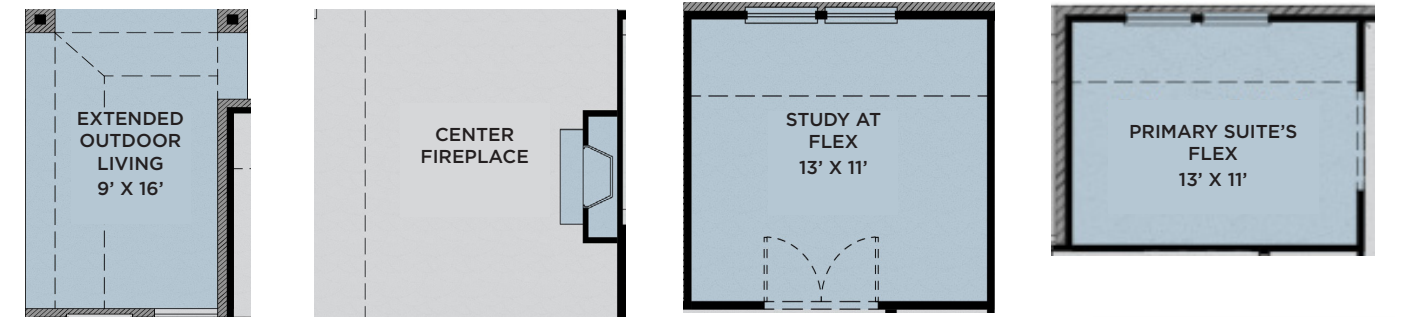 EXTENDED
OUTDOOR
LIVING
9’ X 16’
CENTER
FIREPLACE
STUDY AT
FLEX
13’ X 11’
PRIMARY SUITE’S
FLEX
13’ X 11’